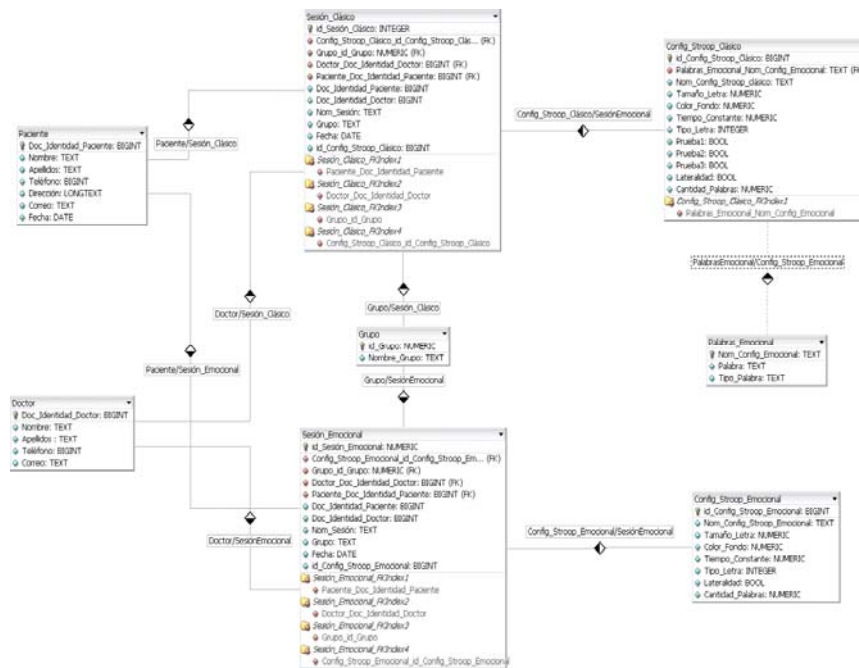 Sesión_Clásico
id_Sesión_Clásico: INTEGER
Config_Stroop_Clásico_id_Config_Stroop_Clás... (FK)
Grupo_id_Grupo: NUMERIC (FK)
Doctor_Doc_Identidad_Doctor: BIGINT (FK)
Paciente_Doc_Identidad_Paciente: BIGINT (FK)
Doc_Identidad_Paciente: BIGINT
Doc_Identidad_Doctor: BIGINT
Nom_Sesión: TEXT
Grupo: TEXT
Fecha: DATE
id_Config_Stroop_Clásico: BIGINT
Sesión_Clásico_FKIndex1
Paciente_Doc_Identidad_Paciente
Sesión_Clásico_FKIndex2
Doctor_Doc_Identidad_Doctor
Sesión_Clásico_FKIndex3
Grupo_id_Grupo
Sesión_Clásico_FKIndex4
Config_Stroop_Clásico_id_Config_Stroop_Clásico
Config_Stroop_Clásico
id_Config_Stroop_Clásico: BIGINT
Palabras_Emocional_Nom_Config_Emocional: TEXT (FK
Nom_Config_Stroop_clásico: TEXT
Tamaño_Letra: NUMERIC
Color_Fondo: NUMERIC
Tiempo_Constante: NUMERIC
Tipo_Letra: INTEGER
Prueba1: BOOL
Prueba2: BOOL
Prueba3: BOOL
Lateralidad: BOOL
Cantidad_Palabras: NUMERIC
Config_Stroop_Clásico_FKIndex1
Palabras_Emocional_Nom_Config_Emocional
Config_Stroop_Clásico/SesiónEmocional
Paciente
Doc_Identidad_Paciente: BIGINT
Nombre: TEXT
Apellidos: TEXT
Teléfono: BIGINT
Dirección: LONGTEXT
Correo: TEXT
Fecha: DATE
Paciente/Sesión_Clásico
PalabrasEmocional/Config_Stroop_Emocional
Doctor/Sesión_Clásico
Grupo/Sesión_Clásico
Grupo
id_Grupo: NUMERIC
Nombre_Grupo: TEXT
Palabras_Emocional
Nom_Config_Emocional: TEXT
Palabra: TEXT
Tipo_Palabra: TEXT
Paciente/Sesión_Emocional
Grupo/SesiónEmocional
Doctor
Doc_Identidad_Doctor: BIGINT
Nombre: TEXT
Apellidos : TEXT
Teléfono: BIGINT
Correo: TEXT
Sesión_Emocional
id_Sesión_Emocional: NUMERIC
Config_Stroop_Emocional_id_Config_Stroop_Em... (FK)
Grupo_id_Grupo: NUMERIC (FK)
Doctor_Doc_Identidad_Doctor: BIGINT (FK)
Paciente_Doc_Identidad_Paciente: BIGINT (FK)
Doc_Identidad_Paciente: BIGINT
Doc_Identidad_Doctor: BIGINT
Nom_Sesión: TEXT
Grupo: TEXT
Fecha: DATE
id_Config_Stroop_Emocional: BIGINT
Sesión_Emocional_FKIndex1
Paciente_Doc_Identidad_Paciente
Sesión_Emocional_FKIndex2
Doctor_Doc_Identidad_Doctor
Sesión_Emocional_FKIndex3
Grupo_id_Grupo
Sesión_Emocional_FKIndex4
Config_Stroop_Emocional_id_Config_Stroop_Emocional
Doctor/SesiónEmocional
Config_Stroop_Emocional/SesiónEmocional
Config_Stroop_Emocional
id_Config_Stroop_Emocional: BIGINT
Nom_Config_Stroop_Emocional: TEXT
Tamaño_Letra: NUMERIC
Color_Fondo: NUMERIC
Tiempo_Constante: NUMERIC
Tipo_Letra: INTEGER
Lateralidad: BOOL
Cantidad_Palabras: NUMERIC